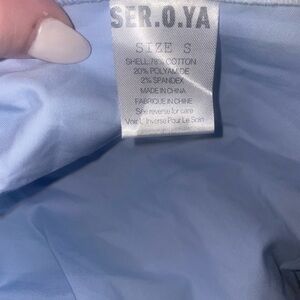 SER.O.YA
SIZE S
SHELL: 78% COTTON
20% POLYAMIDE
2% SPANDEX
MADE IN CHINA
FABRIQUE IN CHINE
See reverse for care
Voir L' Inverse Pour Le Soin